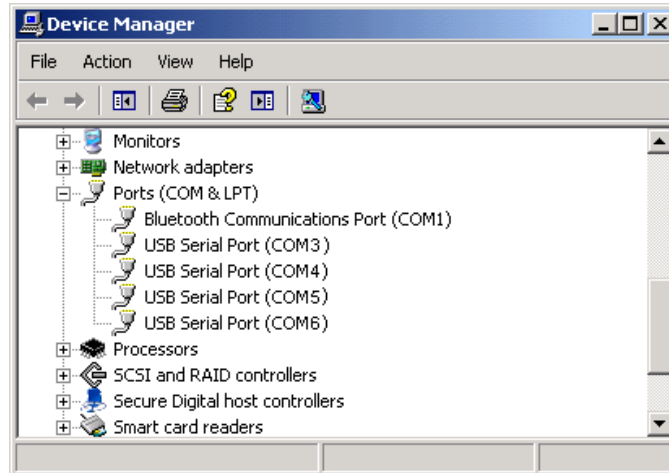 Device Manager
File Action View Help
Monitors
Network adapters
Ports (COM & LPT)
Bluetooth Communications Port (COM1)
USB Serial Port (COM3)
USB Serial Port (COM4)
USB Serial Port (COM5)
USB Serial Port (COM6)
Processors
SCSI and RAID controllers
Secure Digital host controllers
Smart card readers